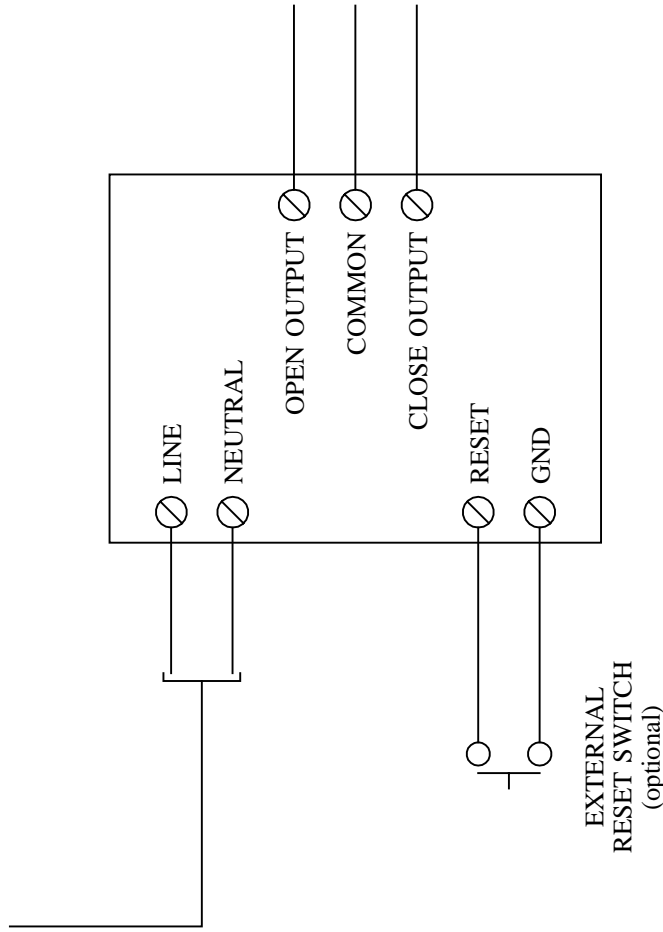 LINE
NEUTRAL
OPEN OUTPUT
COMMON
CLOSE OUTPUT
RESET
GND
EXTERNAL
RESET SWITCH
(optional)